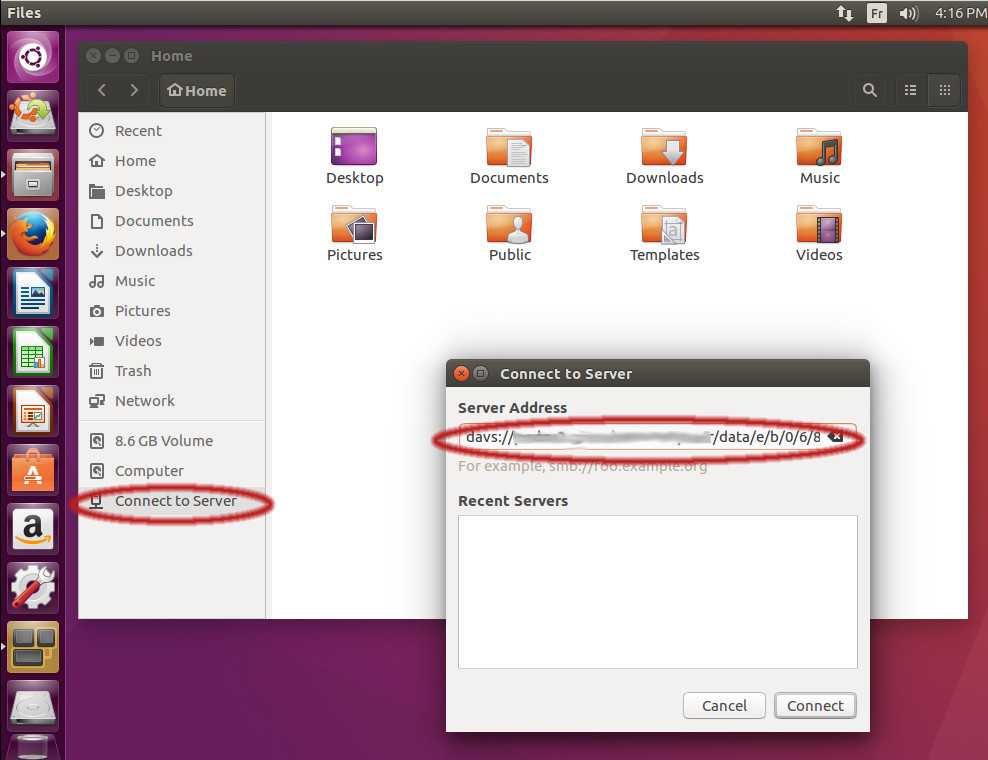 Files
Fr
4:16 PM
Home
Home
Recent
Home
Desktop
Documents
Downloads
Music
Pictures
Videos
Trash
Network
8.6 GB Volume
Computer
Connect to Server
Desktop
Documents
Downloads
Music
Pictures
Public
Templates
Videos
Connect to Server
Server Address
davs://
/data/e/b/0/6/8
For example, smb://foo.example.org
Recent Servers
Cancel
Connect